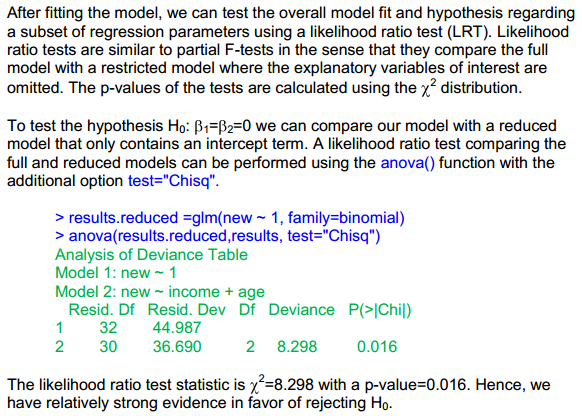 After fitting the model, we can test the overall model fit and hypothesis regarding
a subset of regression parameters using a likelihood ratio test (LRT). Likelihood
ratio tests are similar to partial F-tests in the sense that they compare the full
model with a restricted model where the explanatory variables of interest are
omitted. The p-values of the tests are calculated using the χ² distribution.
To test the hypothesis H₀: β₁=β₂=0 we can compare our model with a reduced
model that only contains an intercept term. A likelihood ratio test comparing the
full and reduced models can be performed using the anova() function with the
additional option test="Chisq".
> results.reduced =glm(new ~ 1, family=binomial)
> anova(results.reduced,results, test="Chisq")
Analysis of Deviance Table
Model 1: new ~ 1
Model 2: new ~ income + age
Resid. Df Resid. Dev Df Deviance P(>|Chi|)
1 32 44.987
2 30 36.690 2 8.298 0.016
The likelihood ratio test statistic is χ²=8.298 with a p-value=0.016. Hence, we
have relatively strong evidence in favor of rejecting H₀.